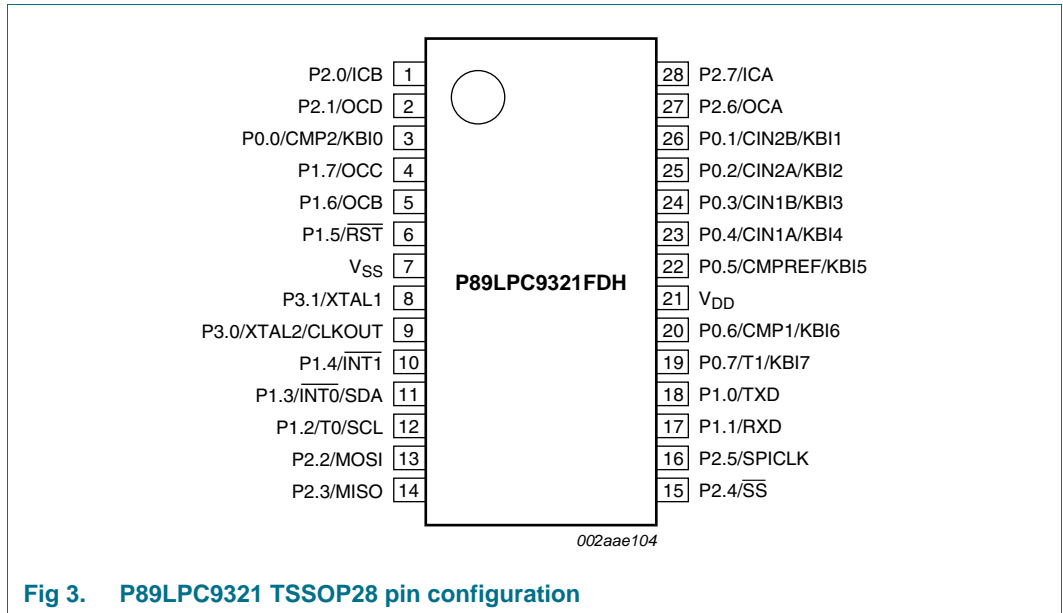 P2.0/ICB 1
P2.1/OCD 2
P0.0/CMP2/KBI0 3
P1.7/OCC 4
P1.6/OCB 5
P1.5/R̅S̅T̅ 6
VSS 7
P3.1/XTAL1 8
P3.0/XTAL2/CLKOUT 9
P1.4/I̅N̅T̅1̅ 10
P1.3/I̅N̅T̅0̅/SDA 11
P1.2/T0/SCL 12
P2.2/MOSI 13
P2.3/MISO 14
P89LPC9321FDH
28 P2.7/ICA
27 P2.6/OCA
26 P0.1/CIN2B/KBI1
25 P0.2/CIN2A/KBI2
24 P0.3/CIN1B/KBI3
23 P0.4/CIN1A/KBI4
22 P0.5/CMPREF/KBI5
21 VDD
20 P0.6/CMP1/KBI6
19 P0.7/T1/KBI7
18 P1.0/TXD
17 P1.1/RXD
16 P2.5/SPICLK
15 P2.4/S̅S̅
002aae104
Fig 3. P89LPC9321 TSSOP28 pin configuration